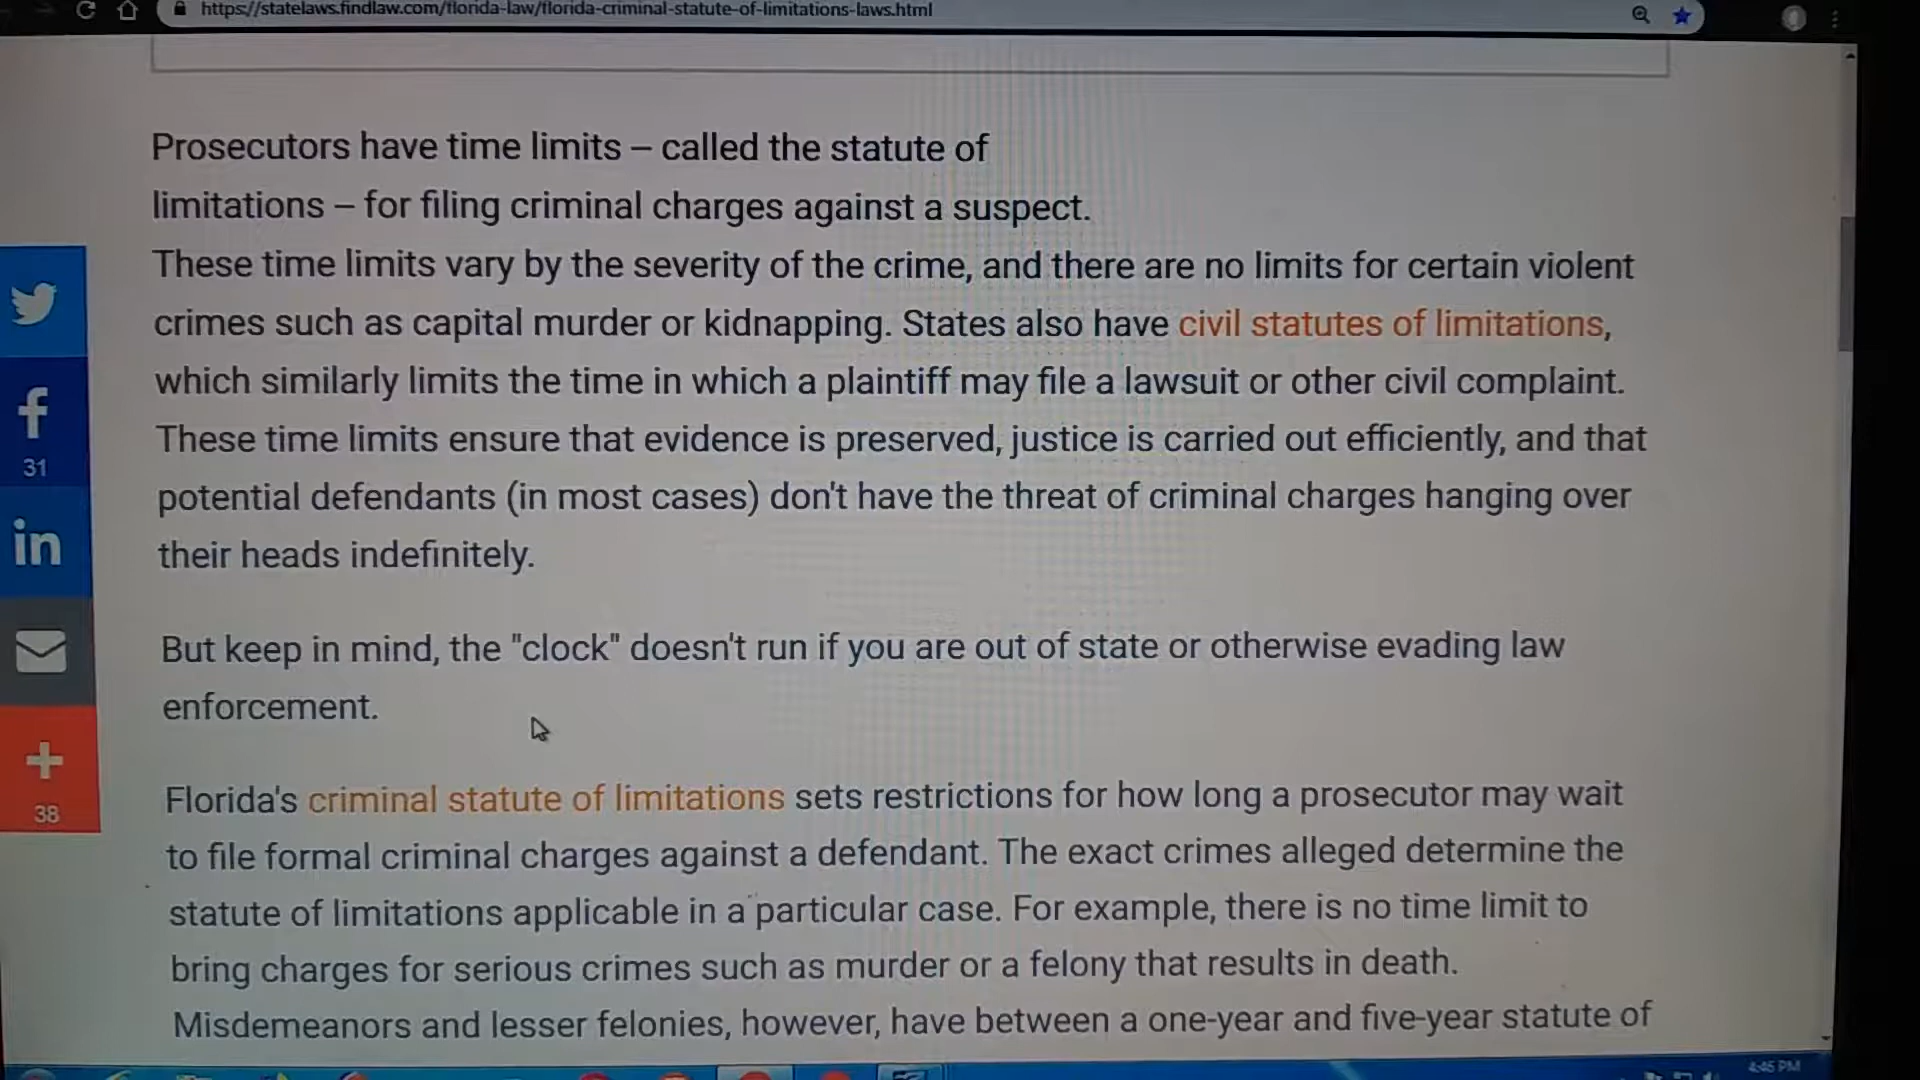 https://statelaws.findlaw.com/florida-law/florida-criminal-statute-of-limitations-laws.html
Prosecutors have time limits – called the statute of
limitations – for filing criminal charges against a suspect.
These time limits vary by the severity of the crime, and there are no limits for certain violent
crimes such as capital murder or kidnapping. States also have civil statutes of limitations,
which similarly limits the time in which a plaintiff may file a lawsuit or other civil complaint.
These time limits ensure that evidence is preserved, justice is carried out efficiently, and that
potential defendants (in most cases) don't have the threat of criminal charges hanging over
their heads indefinitely.
But keep in mind, the "clock" doesn't run if you are out of state or otherwise evading law
enforcement.
Florida's criminal statute of limitations sets restrictions for how long a prosecutor may wait
to file formal criminal charges against a defendant. The exact crimes alleged determine the
statute of limitations applicable in a particular case. For example, there is no time limit to
bring charges for serious crimes such as murder or a felony that results in death.
Misdemeanors and lesser felonies, however, have between a one-year and five-year statute of
f
31
in
38
4:45 PM